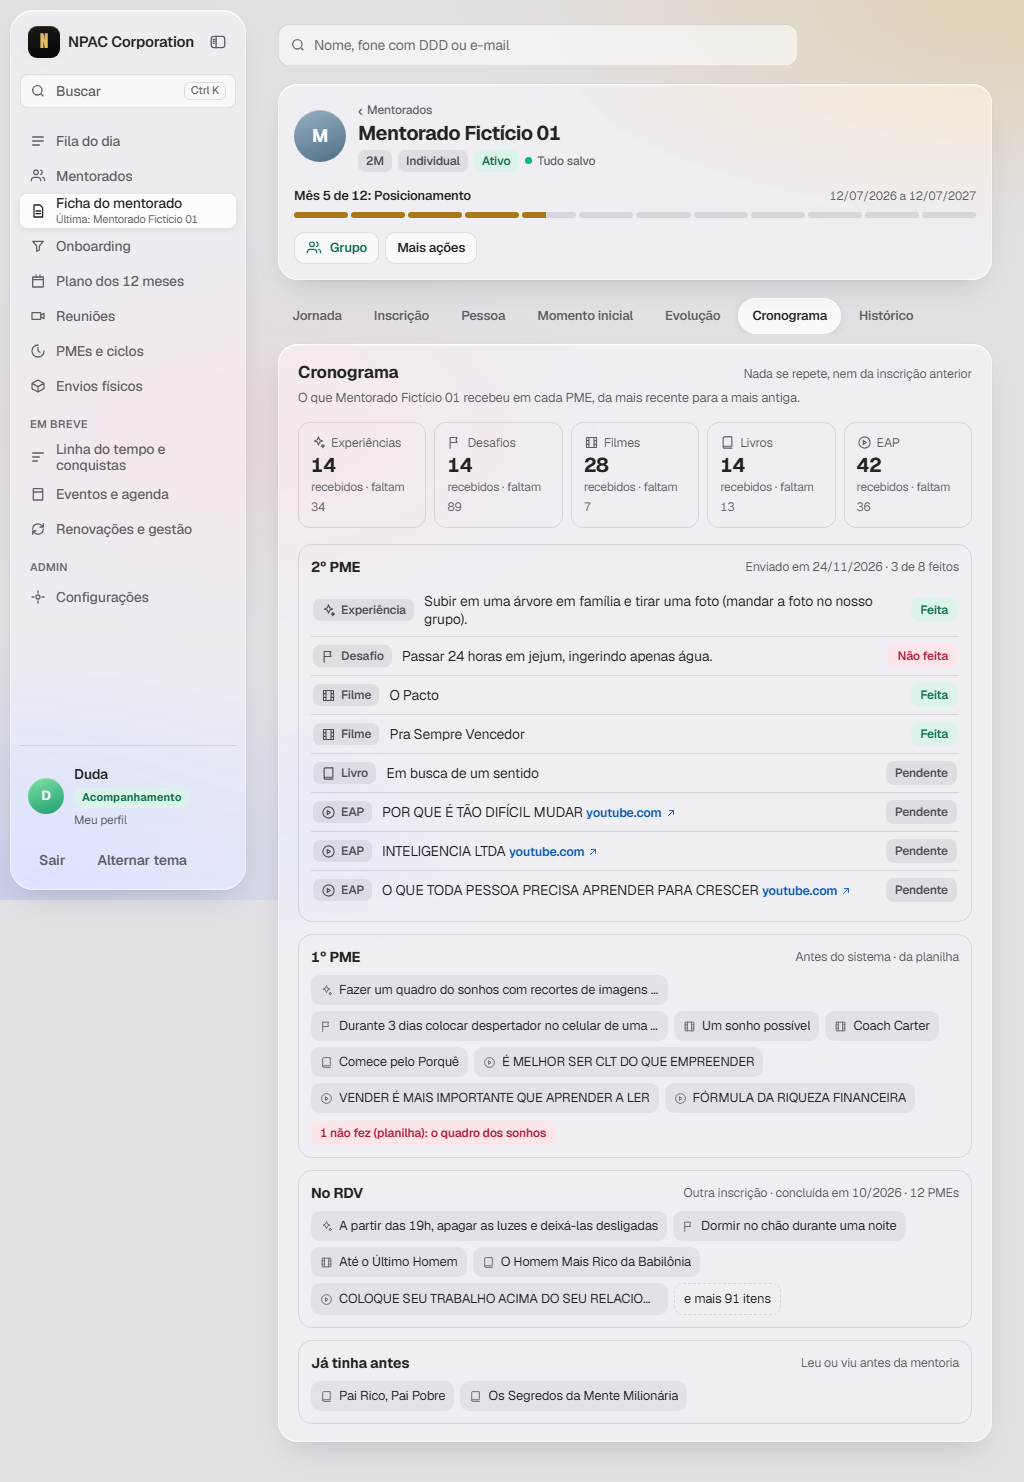 NPAC Corporation
Buscar
Ctrl K
Fila do dia
Mentorados
Ficha do mentorado
Última: Mentorado Fictício 01
Onboarding
Plano dos 12 meses
Reuniões
PMEs e ciclos
Envios físicos
EM BREVE
Linha do tempo e
conquistas
Eventos e agenda
Renovações e gestão
ADMIN
Configurações
D
Duda
Acompanhamento
Meu perfil
Sair
Alternar tema
Nome, fone com DDD ou e-mail
M
‹ Mentorados
Mentorado Fictício 01
2M Individual Ativo Tudo salvo
Mês 5 de 12: Posicionamento
12/07/2026 a 12/07/2027
Grupo
Mais ações
Jornada Inscrição Pessoa Momento inicial Evolução Cronograma Histórico
Cronograma
Nada se repete, nem da inscrição anterior
O que Mentorado Fictício 01 recebeu em cada PME, da mais recente para a mais antiga.
Experiências
14
recebidos · faltam
34
Desafios
14
recebidos · faltam
89
Filmes
28
recebidos · faltam
7
Livros
14
recebidos · faltam
13
EAP
42
recebidos · faltam
36
2º PME
Enviado em 24/11/2026 · 3 de 8 feitos
Experiência
Subir em uma árvore em família e tirar uma foto (mandar a foto no nosso
grupo).
Feita
Desafio Passar 24 horas em jejum, ingerindo apenas água. Não feita
Filme O Pacto Feita
Filme Pra Sempre Vencedor Feita
Livro Em busca de um sentido Pendente
EAP POR QUE É TÃO DIFÍCIL MUDAR youtube.com ↗ Pendente
EAP INTELIGENCIA LTDA youtube.com ↗ Pendente
EAP O QUE TODA PESSOA PRECISA APRENDER PARA CRESCER youtube.com ↗ Pendente
1º PME
Antes do sistema · da planilha
Fazer um quadro do sonhos com recortes de imagens ...
Durante 3 dias colocar despertador no celular de uma ... Um sonho possível Coach Carter
Comece pelo Porquê É MELHOR SER CLT DO QUE EMPREENDER
VENDER É MAIS IMPORTANTE QUE APRENDER A LER FÓRMULA DA RIQUEZA FINANCEIRA
1 não fez (planilha): o quadro dos sonhos
No RDV
Outra inscrição · concluída em 10/2026 · 12 PMEs
A partir das 19h, apagar as luzes e deixá-las desligadas Dormir no chão durante uma noite
Até o Último Homem O Homem Mais Rico da Babilônia
COLOQUE SEU TRABALHO ACIMA DO SEU RELACIO... e mais 91 itens
Já tinha antes
Leu ou viu antes da mentoria
Pai Rico, Pai Pobre Os Segredos da Mente Milionária